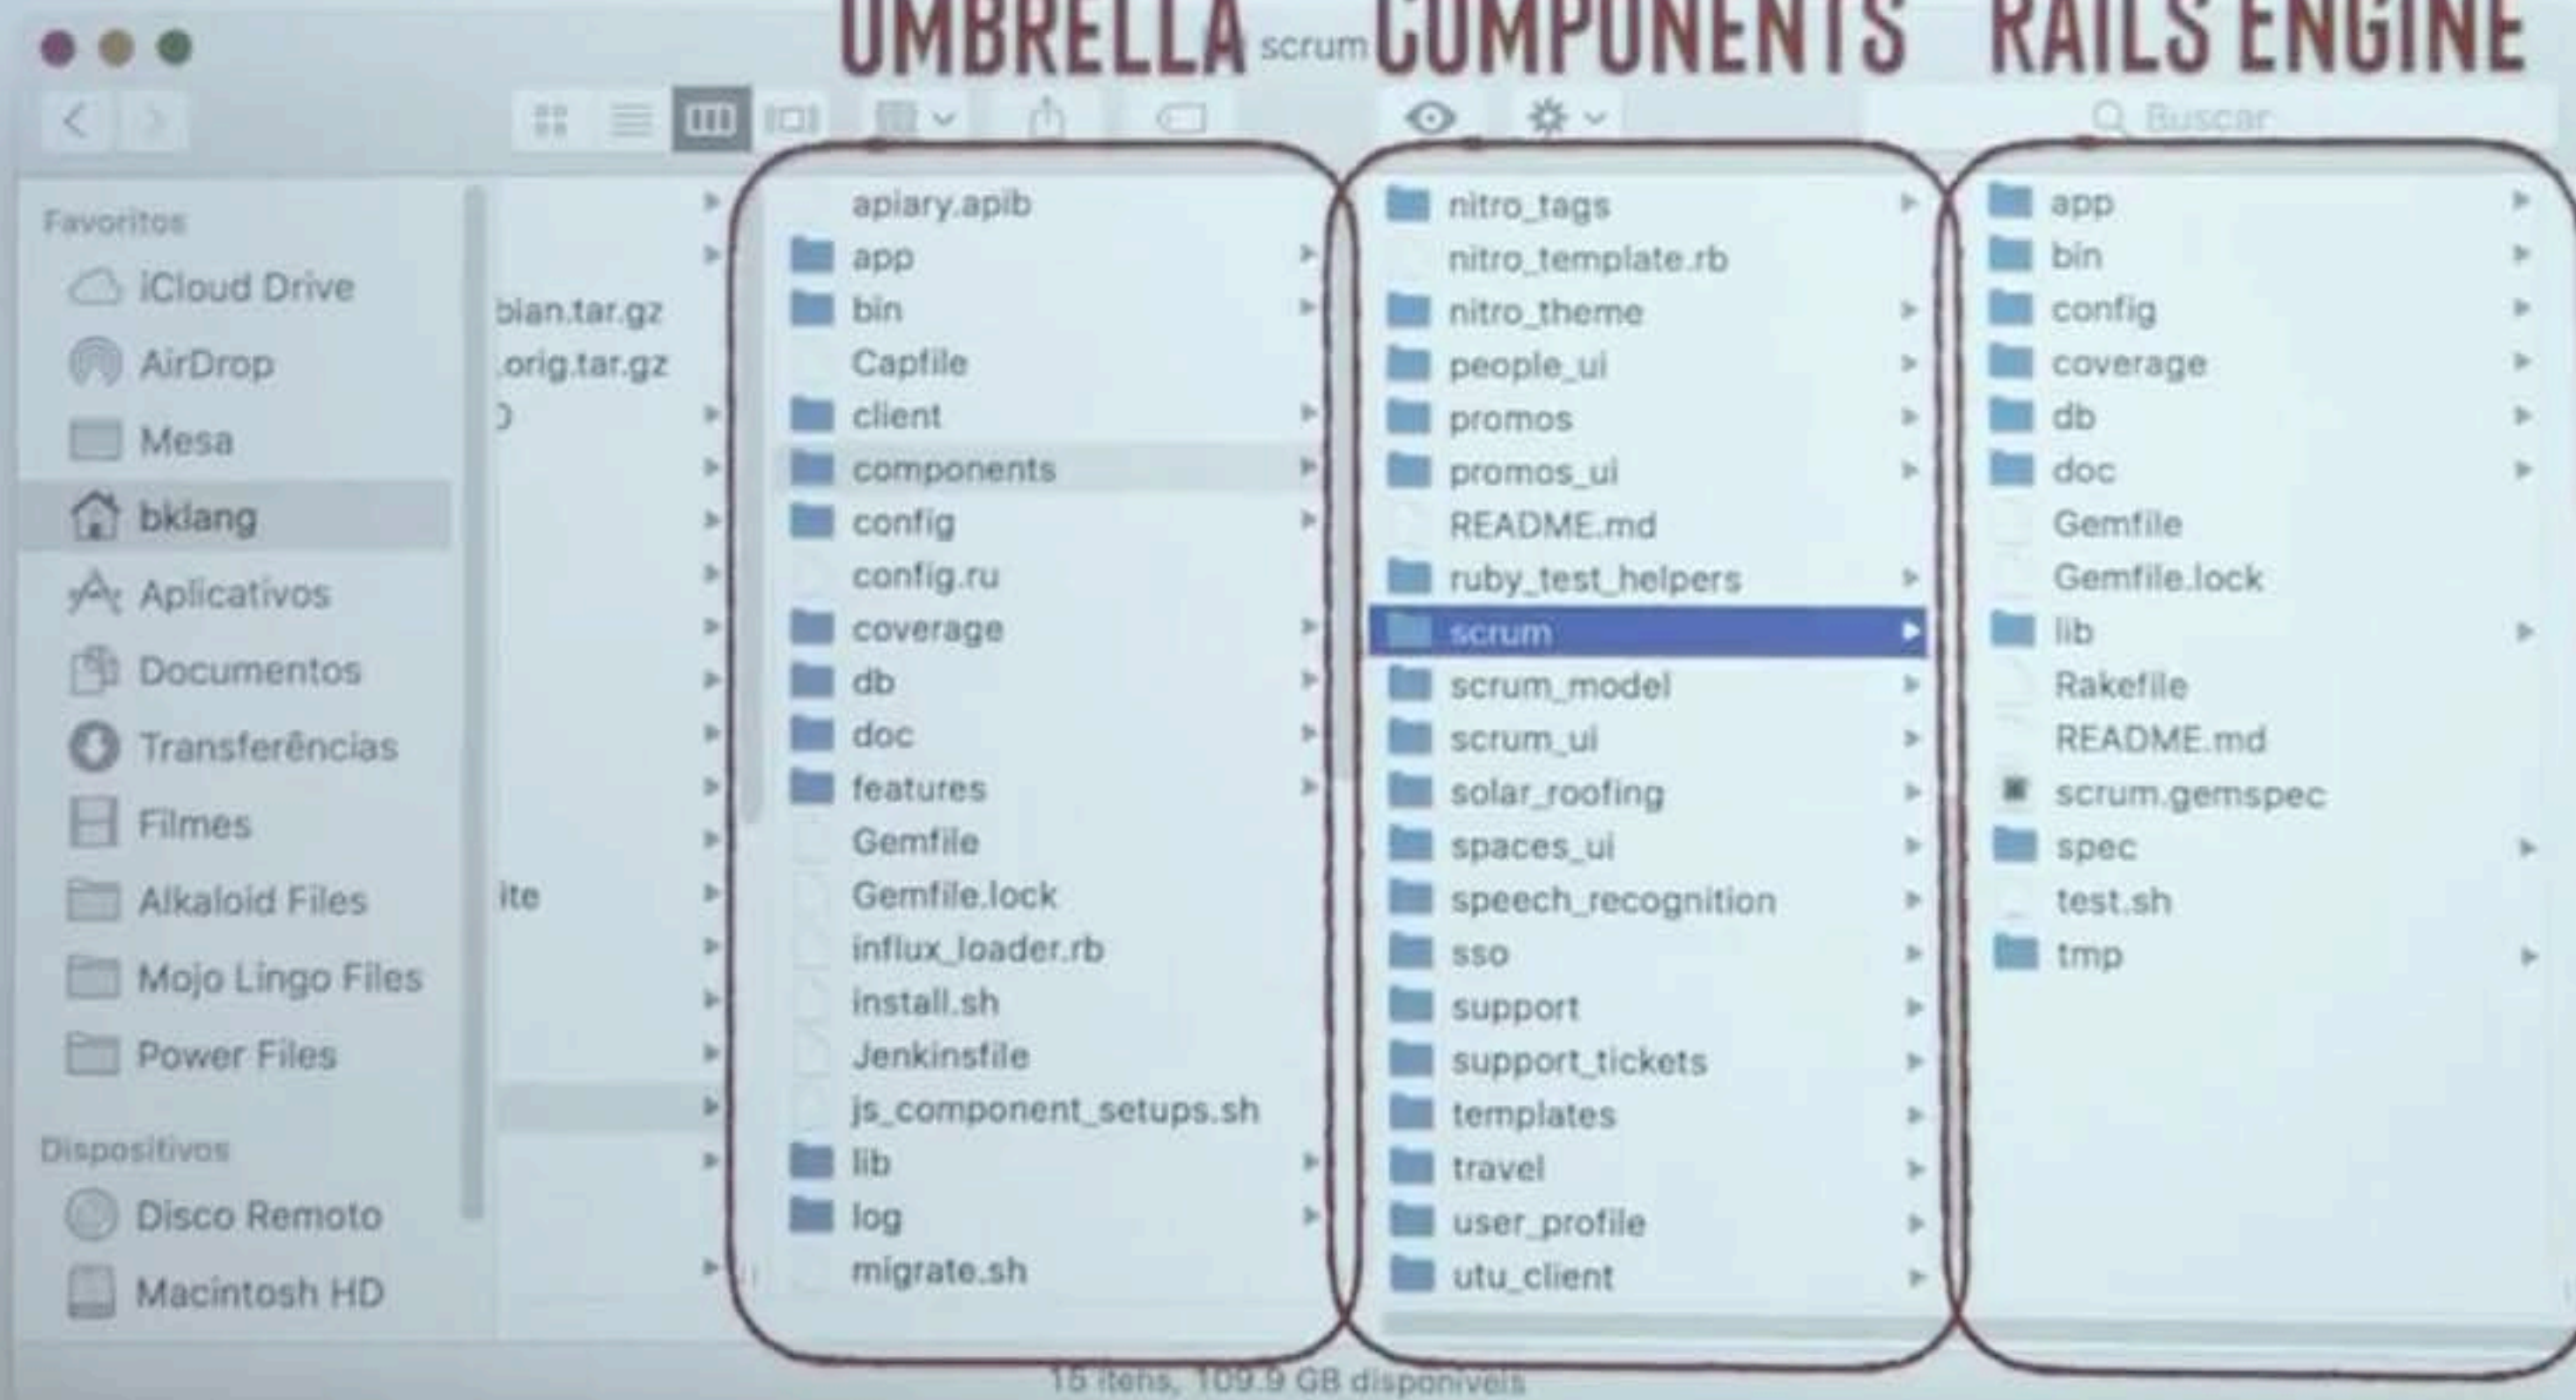 UMBRELLA
scrum
COMPONENTS
RAILS ENGINE
Buscar
Favoritos
iCloud Drive
AirDrop
Mesa
bklang
Aplicativos
Documentos
Transferências
Filmes
Alkaloid Files
Mojo Lingo Files
Power Files
Dispositivos
Disco Remoto
Macintosh HD
bian.tar.gz
.orig.tar.gz
ite
apiary.apib
app
bin
Capfile
client
components
config
config.ru
coverage
db
doc
features
Gemfile
Gemfile.lock
influx_loader.rb
install.sh
Jenkinsfile
js_component_setups.sh
lib
log
migrate.sh
nitro_tags
nitro_template.rb
nitro_theme
people_ui
promos
promos_ui
README.md
ruby_test_helpers
scrum
scrum_model
scrum_ui
solar_roofing
spaces_ui
speech_recognition
sso
support
support_tickets
templates
travel
user_profile
utu_client
app
bin
config
coverage
db
doc
Gemfile
Gemfile.lock
lib
Rakefile
README.md
scrum.gemspec
spec
test.sh
tmp
15 itens, 109.9 GB disponíveis